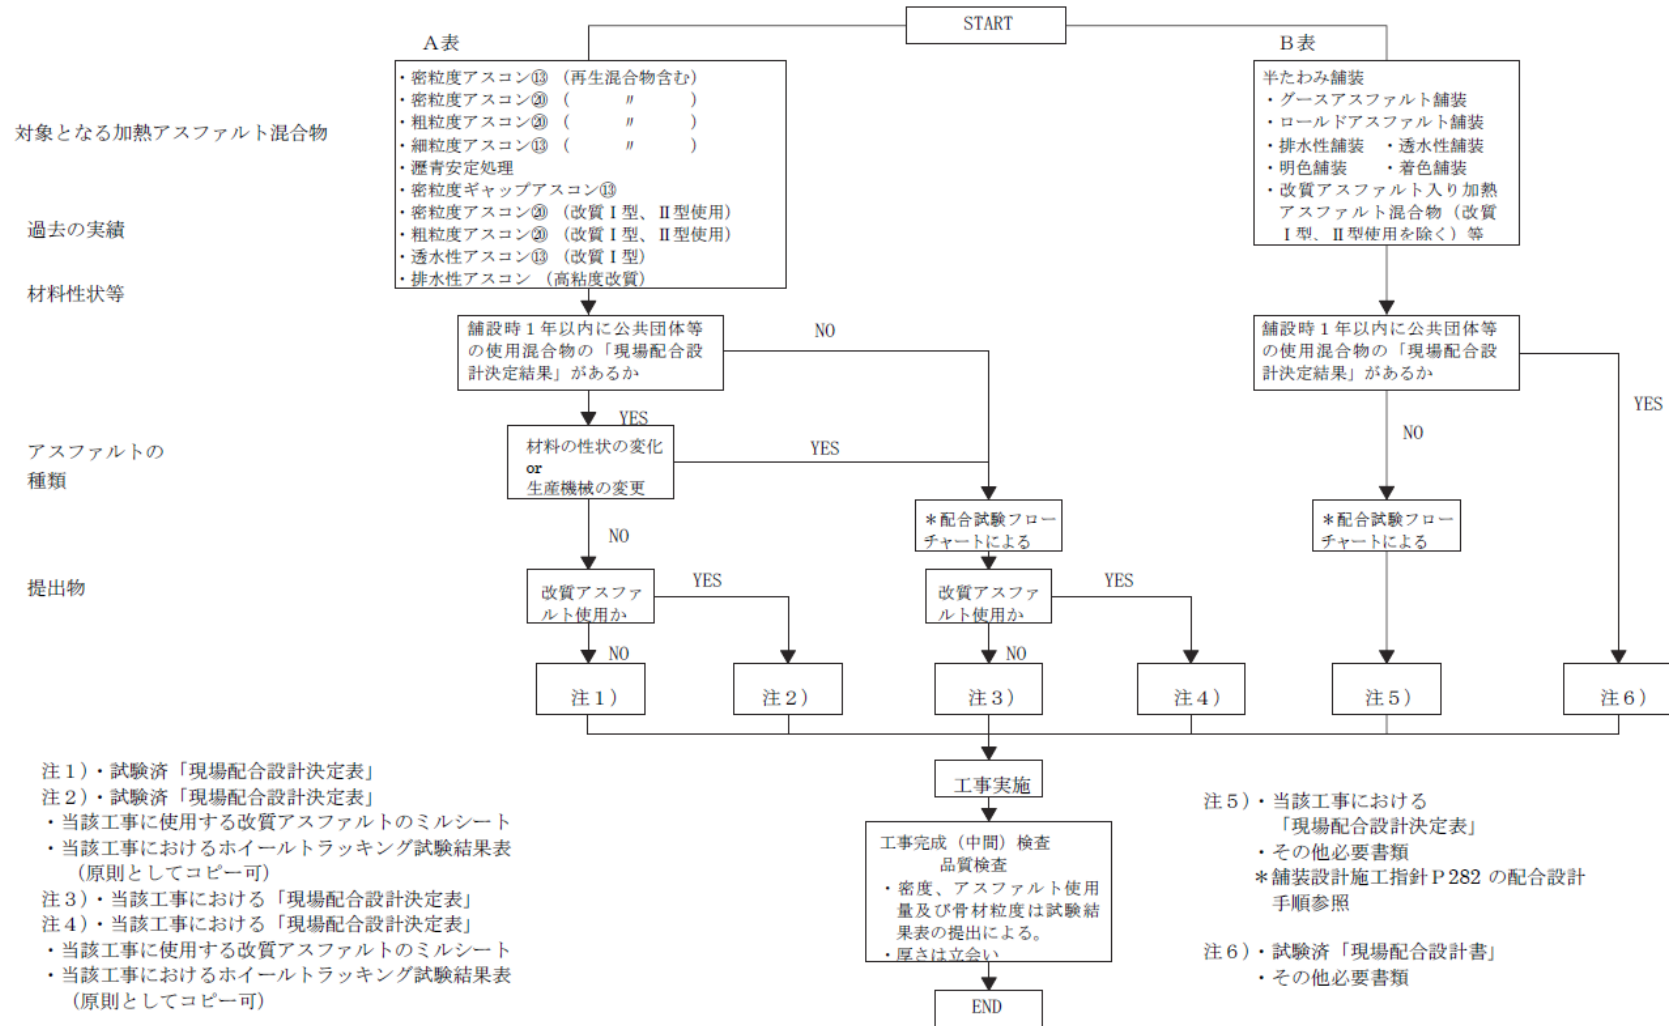 START
A表
・密粒度アスコン⑬ (再生混合物含む)
・密粒度アスコン⑳ ( 〃 )
・粗粒度アスコン⑳ ( 〃 )
・細粒度アスコン⑬ ( 〃 )
・瀝青安定処理
・密粒度ギャップアスコン⑬
・密粒度アスコン⑳ (改質Ⅰ型、Ⅱ型使用)
・粗粒度アスコン⑳ (改質Ⅰ型、Ⅱ型使用)
・透水性アスコン⑬ (改質Ⅰ型)
・排水性アスコン (高粘度改質)
B表
半たわみ舗装
・グースアスファルト舗装
・ロールドアスファルト舗装
・排水性舗装 ・透水性舗装
・明色舗装 ・着色舗装
・改質アスファルト入り加熱
アスファルト混合物(改質
Ⅰ型、Ⅱ型使用を除く)等
対象となる加熱アスファルト混合物
過去の実績
材料性状等
舗設時1年以内に公共団体等
の使用混合物の「現場配合設
計決定結果」があるか
NO
YES
舗設時1年以内に公共団体等
の使用混合物の「現場配合設
計決定結果」があるか
YES
NO
アスファルトの
種類
材料の性状の変化
or
生産機械の変更
YES
NO
*配合試験フロー
チャートによる
*配合試験フロー
チャートによる
提出物
改質アスファ
ルト使用か
YES
NO
改質アスファ
ルト使用か
YES
NO
注1)
注2)
注3)
注4)
注5)
注6)
工事実施
工事完成(中間)検査
品質検査
・密度、アスファルト使用
量及び骨材粒度は試験結
果表の提出による。
・厚さは立会い
END
注1)・試験済「現場配合設計決定表」
注2)・試験済「現場配合設計決定表」
・当該工事に使用する改質アスファルトのミルシート
・当該工事におけるホイールトラッキング試験結果表
(原則としてコピー可)
注3)・当該工事における「現場配合設計決定表」
注4)・当該工事における「現場配合設計決定表」
・当該工事に使用する改質アスファルトのミルシート
・当該工事におけるホイールトラッキング試験結果表
(原則としてコピー可)
注5)・当該工事における
「現場配合設計決定表」
・その他必要書類
*舗装設計施工指針P282 の配合設計
手順参照
注6)・試験済「現場配合設計書」
・その他必要書類